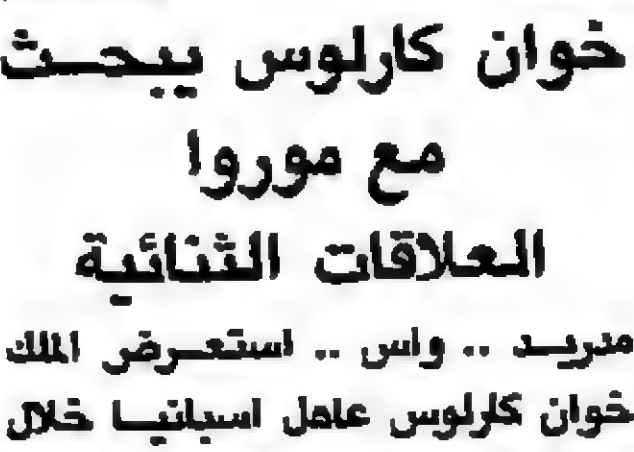 خوان كارلوس يبحث
مع موروا
العلاقات الثنائية
مدريد .. واس .. استعرض الملك
خوان كارلوس عاهل اسبانيا خلال